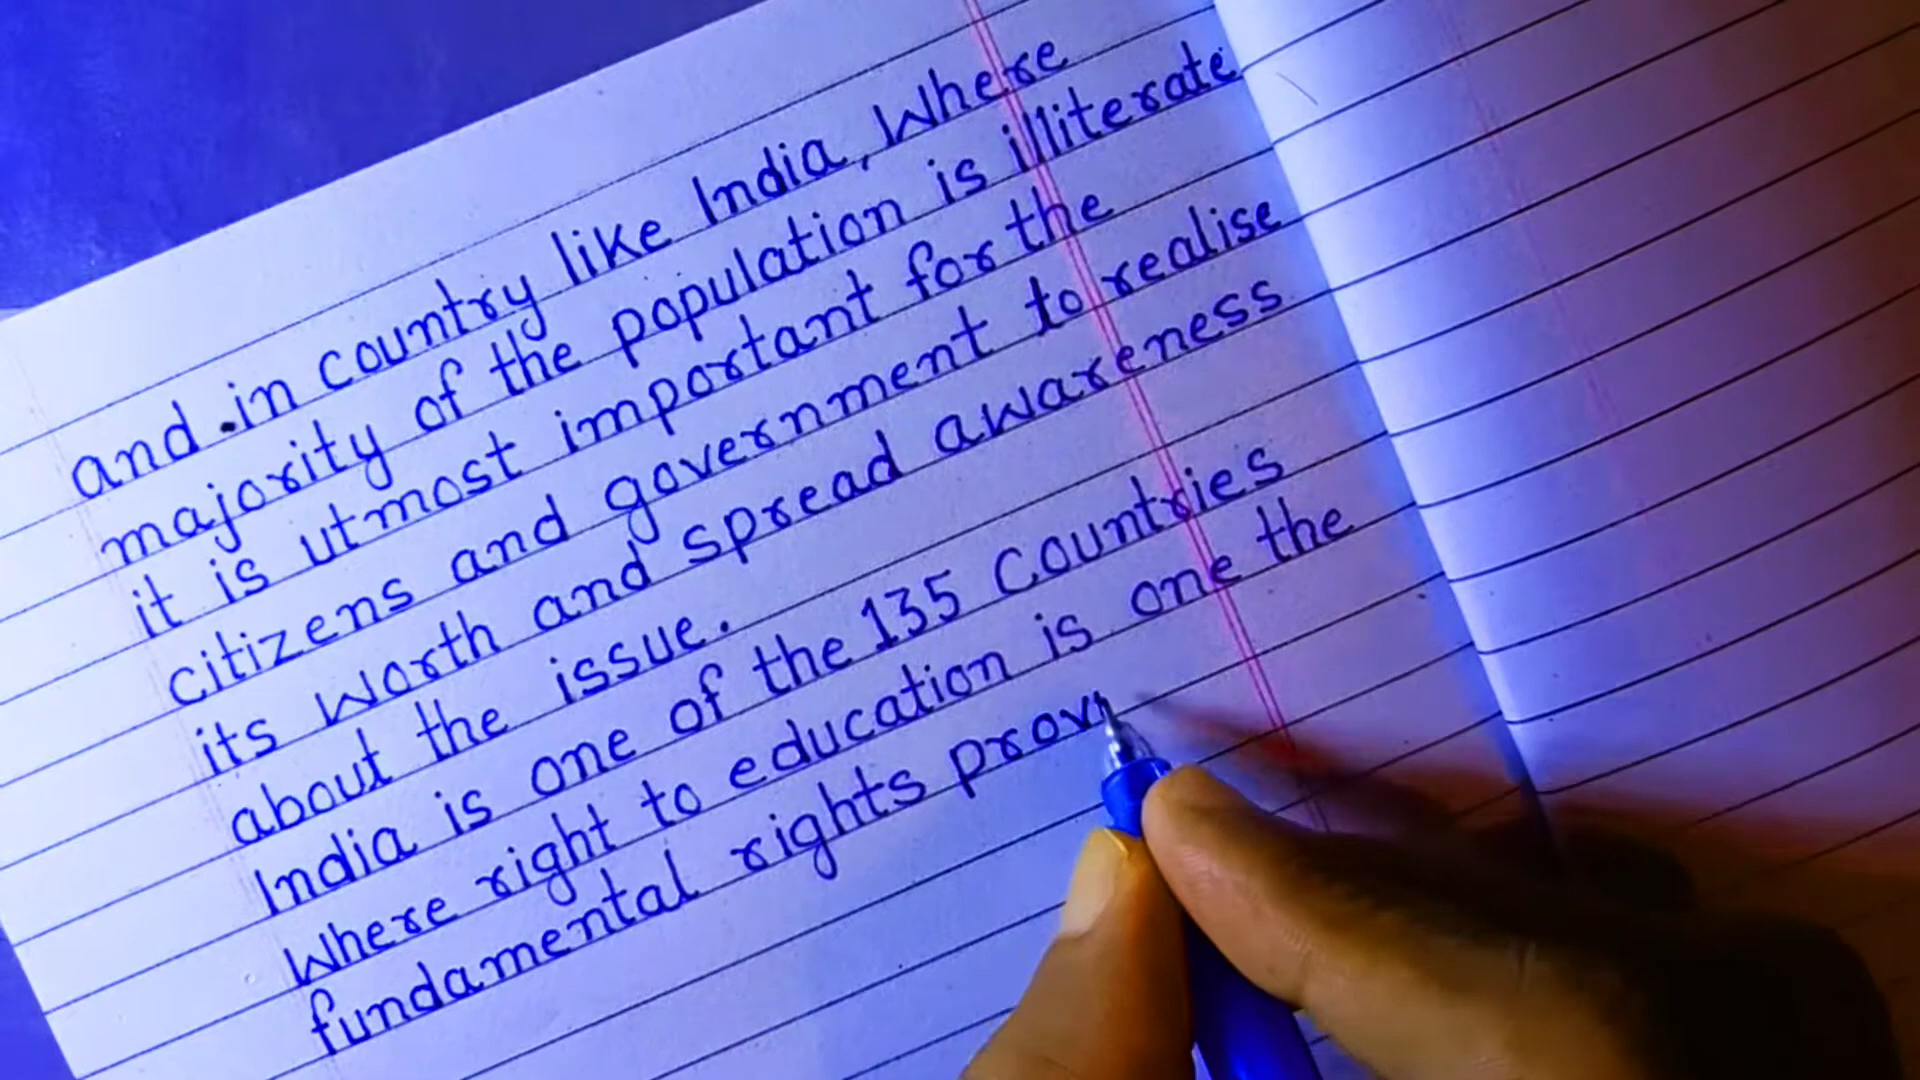 and in country like India, Where
majority of the population is illiterate
it is utmost important for the
citizens and government to realise
its worth and spread awareness
about the issue.
India is one of the 135 Countries
Where right to education is one the
fundamental rights provi